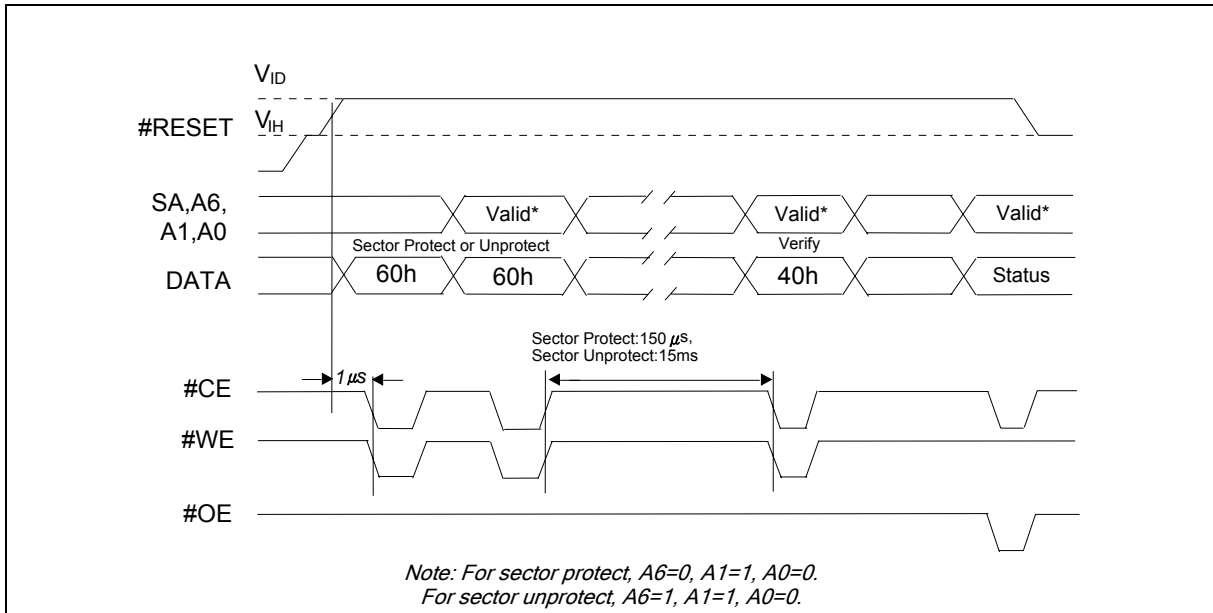 VID
#RESET VIH
SA,A6,
A1,A0
Valid* Valid* Valid*
Sector Protect or Unprotect Verify
DATA 60h 60h 40h Status
Sector Protect:150 µs,
Sector Unprotect:15ms
1 µs
#CE
#WE
#OE
Note: For sector protect, A6=0, A1=1, A0=0.
For sector unprotect, A6=1, A1=1, A0=0.